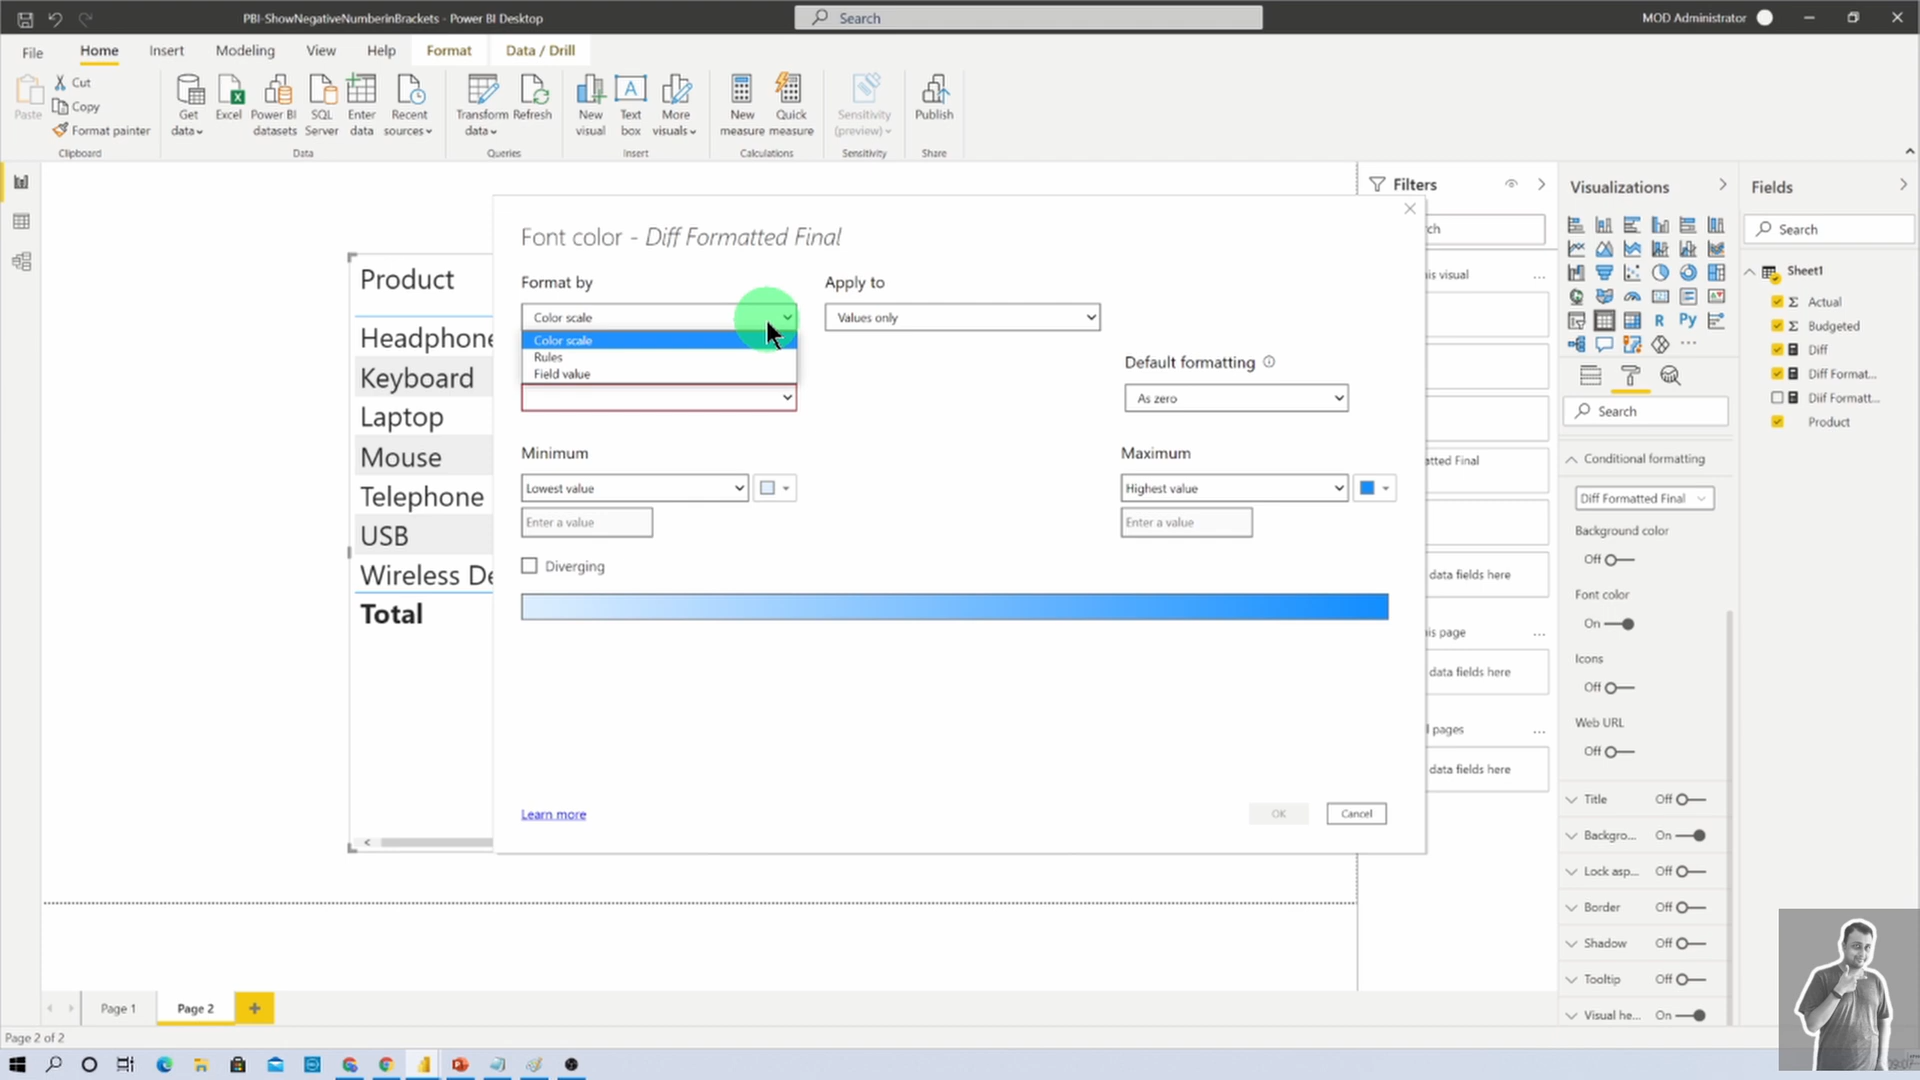 PBI-ShowNegativeNumberinBrackets - Power BI Desktop
Search
MOD Administrator
File
Home
Insert
Modeling
View
Help
Format
Data / Drill
Paste
Cut
Copy
Format painter
Clipboard
Get data
Excel
Power BI datasets
SQL Server
Enter data
Recent sources
Data
Transform data
Refresh
Queries
New visual
Text box
More visuals
Insert
New measure
Quick measure
Calculations
Sensitivity (preview)
Sensitivity
Publish
Share
Product
Headphone
Keyboard
Laptop
Mouse
Telephone
USB
Wireless De
Total
Font color - Diff Formatted Final
Format by
Apply to
Color scale
Values only
Color scale
Rules
Field value
Default formatting
As zero
Minimum
Maximum
Lowest value
Highest value
Enter a value
Enter a value
Diverging
Learn more
OK
Cancel
Filters
rch
is visual
...
atted Final
data fields here
is page
...
data fields here
l pages
...
data fields here
Visualizations
R
Py
...
Search
Conditional formatting
Diff Formatted Final
Background color
Off
Font color
On
Icons
Off
Web URL
Off
Title Off
Backgro... On
Lock asp... Off
Border Off
Shadow Off
Tooltip Off
Visual he... On
Fields
Search
Sheet1
Actual
Budgeted
Diff
Diff Format...
Diif Formatt...
Product
Page 1
Page 2
Page 2 of 2
09:07